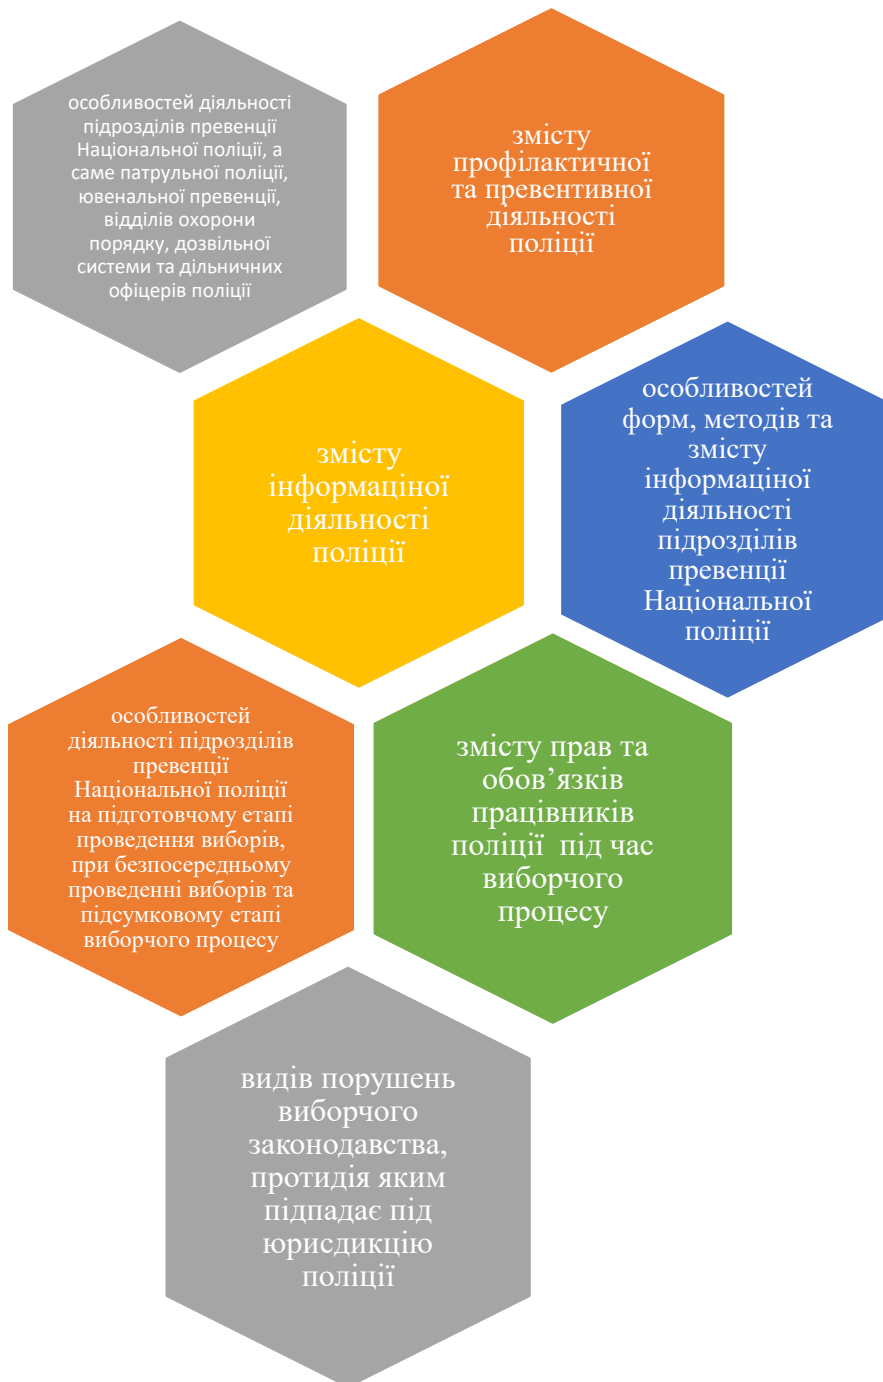 особливостей діяльності
підрозділів превенції
Національної поліції, а
саме патрульної поліції,
ювенальної превенції,
відділів охорони
порядку, дозвільної
системи та дільничних
офіцерів поліції
змісту
профілактичної
та превентивної
діяльності
поліції
змісту
інформаціної
діяльності
поліції
особливостей
форм, методів та
змісту
інформаціної
діяльності
підрозділів
превенції
Національної
поліції
особливостей
діяльності підрозділів
превенції
Національної поліції
на підготовчому етапі
проведення виборів,
при безпосередньому
проведенні виборів та
підсумковому етапі
виборчого процесу
змісту прав та
обов’язків
працівників
поліції  під час
виборчого
процесу
видів порушень
виборчого
законодавства,
протидія яким
підпадає під
юрисдикцію
поліції